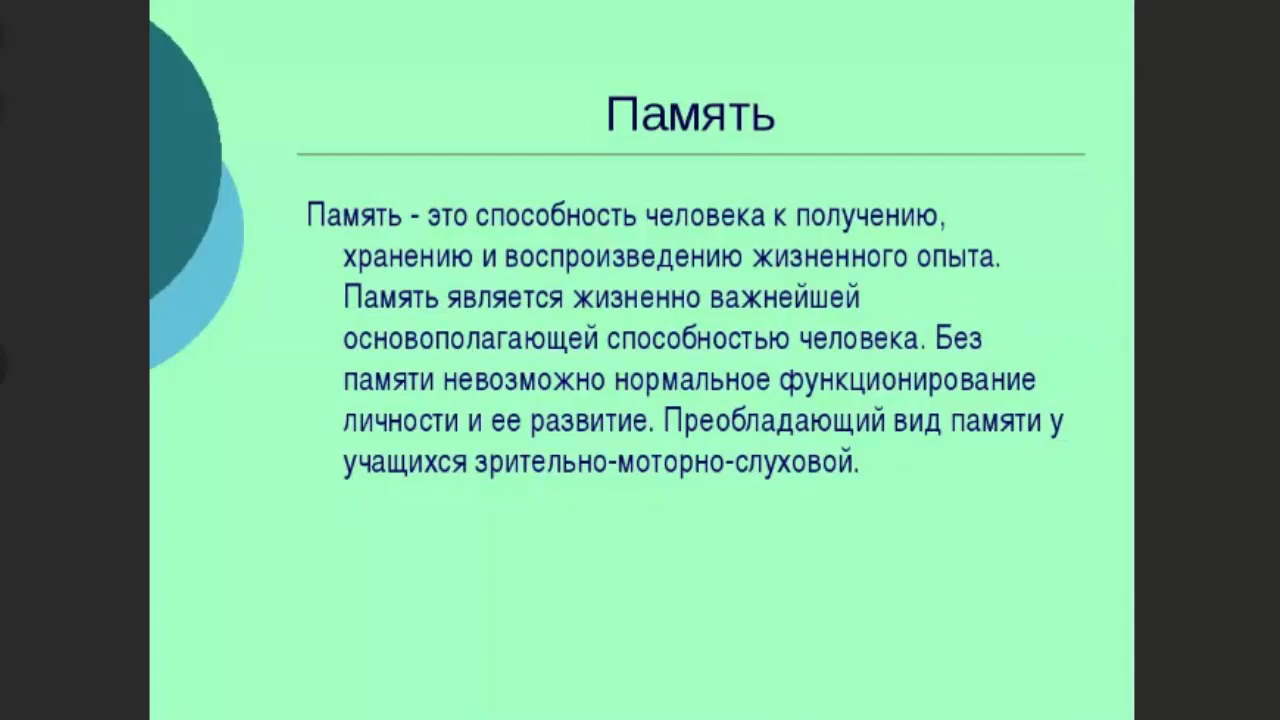 Память
Память - это способность человека к получению,
хранению и воспроизведению жизненного опыта.
Память является жизненно важнейшей
основополагающей способностью человека. Без
памяти невозможно нормальное функционирование
личности и ее развитие. Преобладающий вид памяти у
учащихся зрительно-моторно-слуховой.